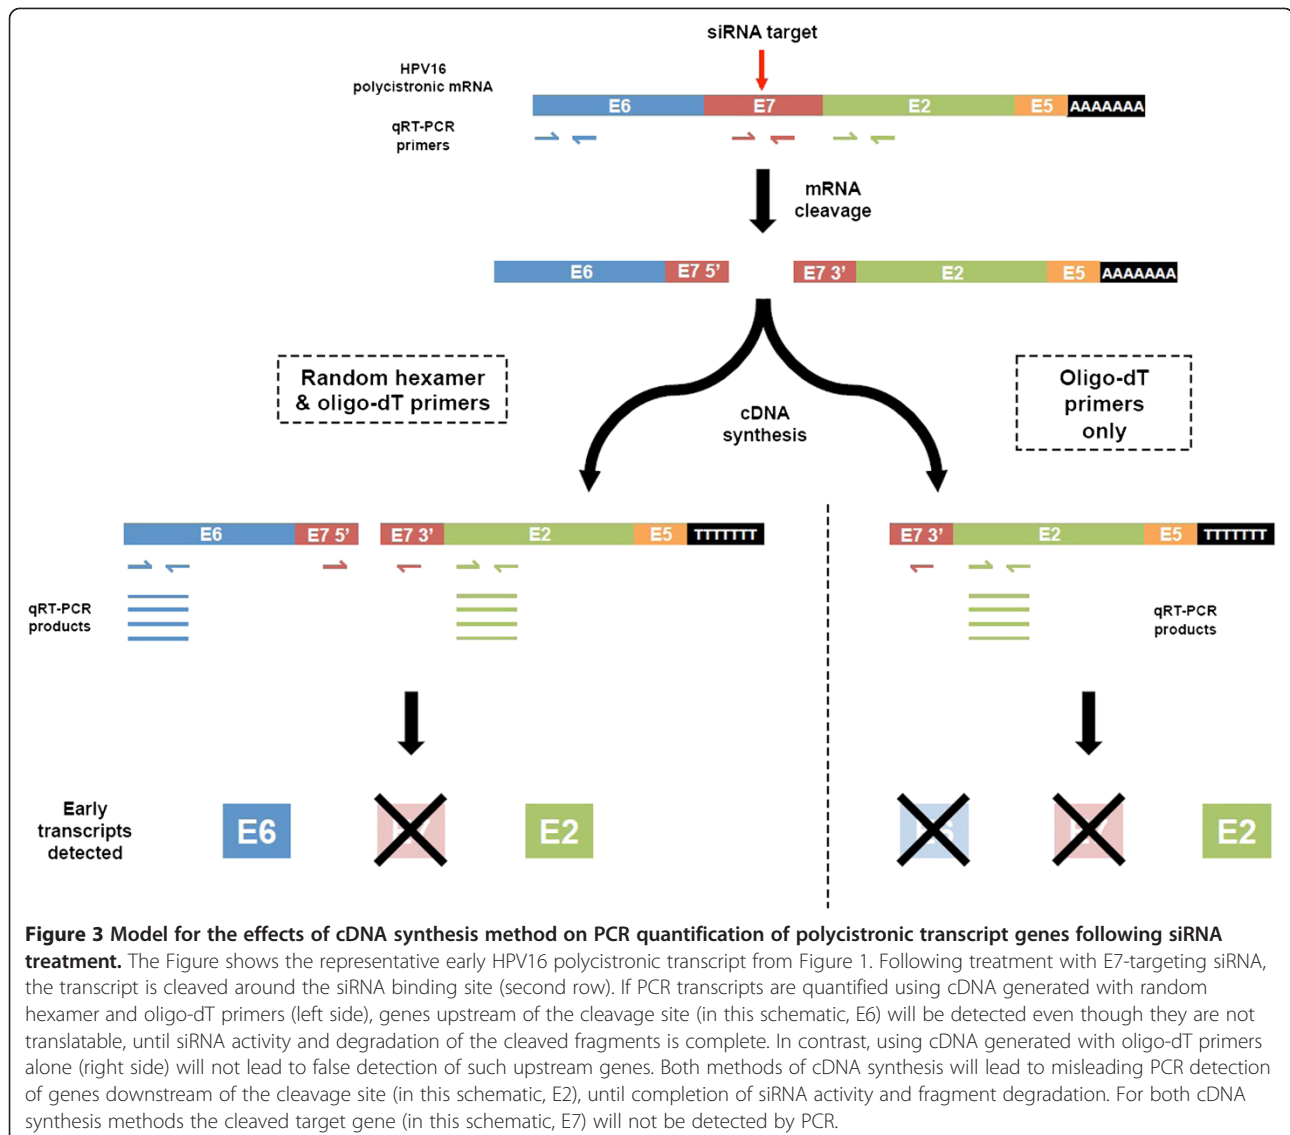 siRNA target
HPV16
polycistronic mRNA
E6 E7 E2 E5 AAAAAAA
qRT-PCR
primers
mRNA
cleavage
E6 E7 5' E7 3' E2 E5 AAAAAAA
Random hexamer
& oligo-dT primers
Oligo-dT
primers
only
cDNA
synthesis
E6 E7 5' E7 3' E2 E5 TTTTTTT
E7 3' E2 E5 TTTTTTT
qRT-PCR
products
qRT-PCR
products
Early
transcripts
detected
E6 E7 E2
E6 E7 E2
Figure 3 Model for the effects of cDNA synthesis method on PCR quantification of polycistronic transcript genes following siRNA
treatment. The Figure shows the representative early HPV16 polycistronic transcript from Figure 1. Following treatment with E7-targeting siRNA,
the transcript is cleaved around the siRNA binding site (second row). If PCR transcripts are quantified using cDNA generated with random
hexamer and oligo-dT primers (left side), genes upstream of the cleavage site (in this schematic, E6) will be detected even though they are not
translatable, until siRNA activity and degradation of the cleaved fragments is complete. In contrast, using cDNA generated with oligo-dT primers
alone (right side) will not lead to false detection of such upstream genes. Both methods of cDNA synthesis will lead to misleading PCR detection
of genes downstream of the cleavage site (in this schematic, E2), until completion of siRNA activity and fragment degradation. For both cDNA
synthesis methods the cleaved target gene (in this schematic, E7) will not be detected by PCR.